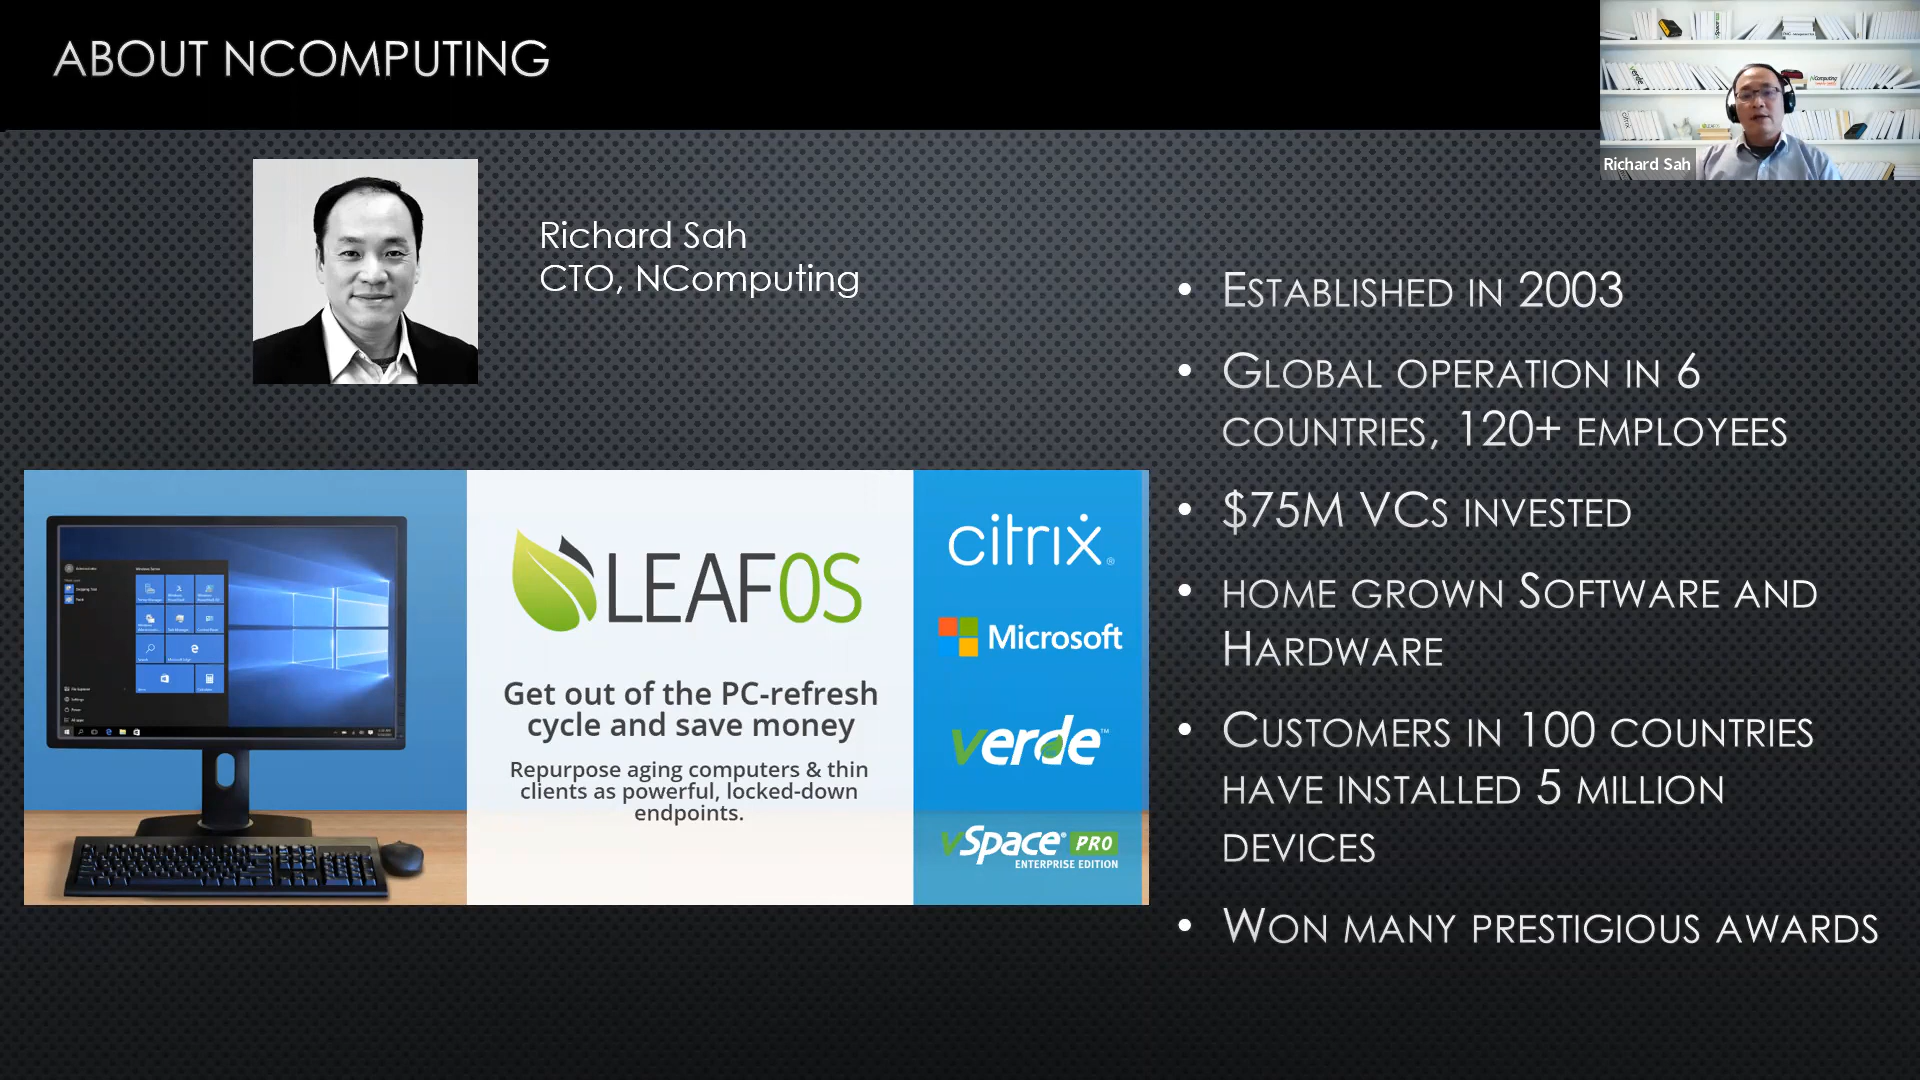 ABOUT NCOMPUTING
Richard Sah
Richard Sah
CTO, NComputing
• ESTABLISHED IN 2003
• GLOBAL OPERATION IN 6
COUNTRIES, 120+ EMPLOYEES
• $75M VCS INVESTED
• HOME GROWN SOFTWARE AND
HARDWARE
• CUSTOMERS IN 100 COUNTRIES
HAVE INSTALLED 5 MILLION
DEVICES
• WON MANY PRESTIGIOUS AWARDS
LEAFOS
Get out of the PC-refresh
cycle and save money
Repurpose aging computers & thin
clients as powerful, locked-down
endpoints.
citrix®
Microsoft
verde™
vSpace® PRO
ENTERPRISE EDITION